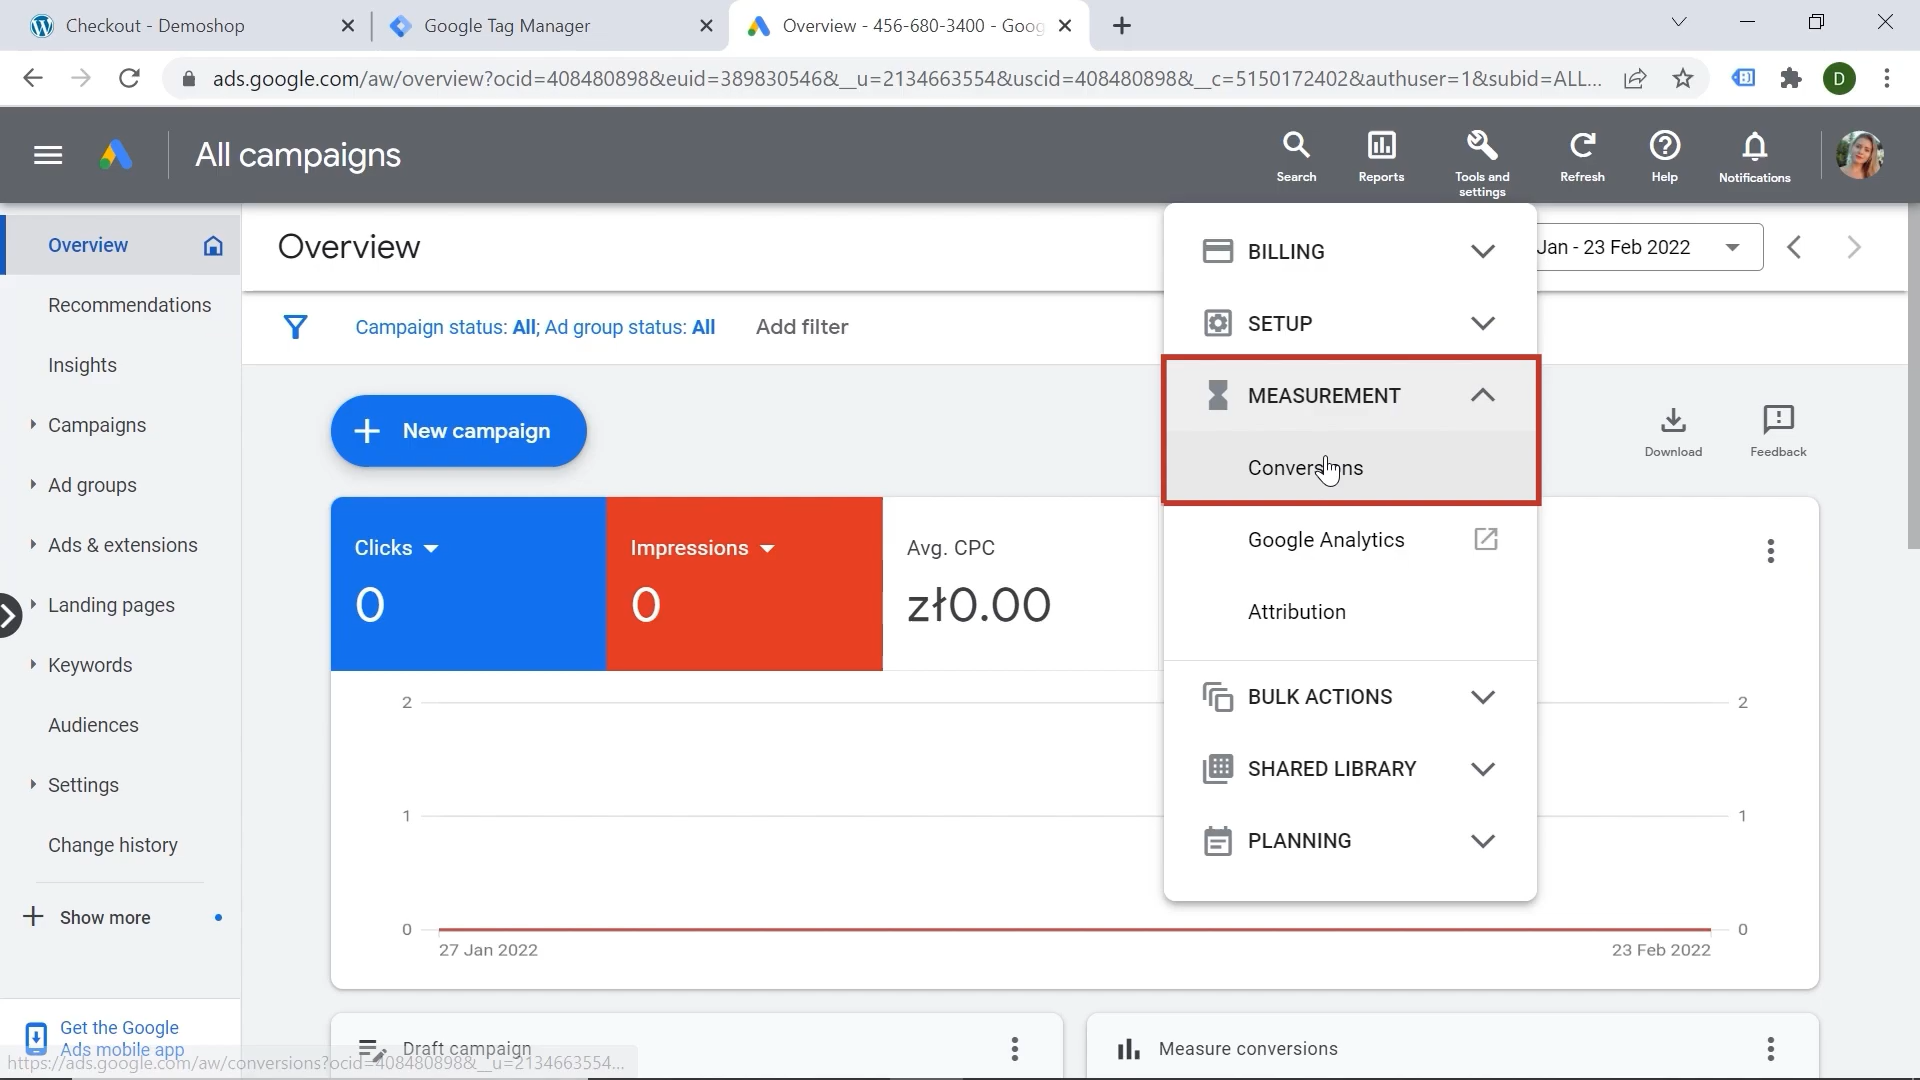 Checkout - Demoshop
Google Tag Manager
Overview - 456-680-3400 - Goog
ads.google.com/aw/overview?ocid=408480898&euid=389830546&__u=2134663554&uscid=408480898&__c=5150172402&authuser=1&subid=ALL...
D
All campaigns
Search
Reports
Tools and
settings
Refresh
Help
Notifications
Overview
Recommendations
Insights
Campaigns
Ad groups
Ads & extensions
Landing pages
Keywords
Audiences
Settings
Change history
Show more
Get the Google
Ads mobile app
https://ads.google.com/aw/conversions?ocid=408480898&__u=2134663554...
Overview
Jan - 23 Feb 2022
Campaign status: All; Ad group status: All
Add filter
New campaign
Download
Feedback
Clicks
0
Impressions
0
Avg. CPC
zł0.00
2
1
0
2
1
0
27 Jan 2022
23 Feb 2022
BILLING
SETUP
MEASUREMENT
Conversions
Google Analytics
Attribution
BULK ACTIONS
SHARED LIBRARY
PLANNING
Draft campaign
Measure conversions